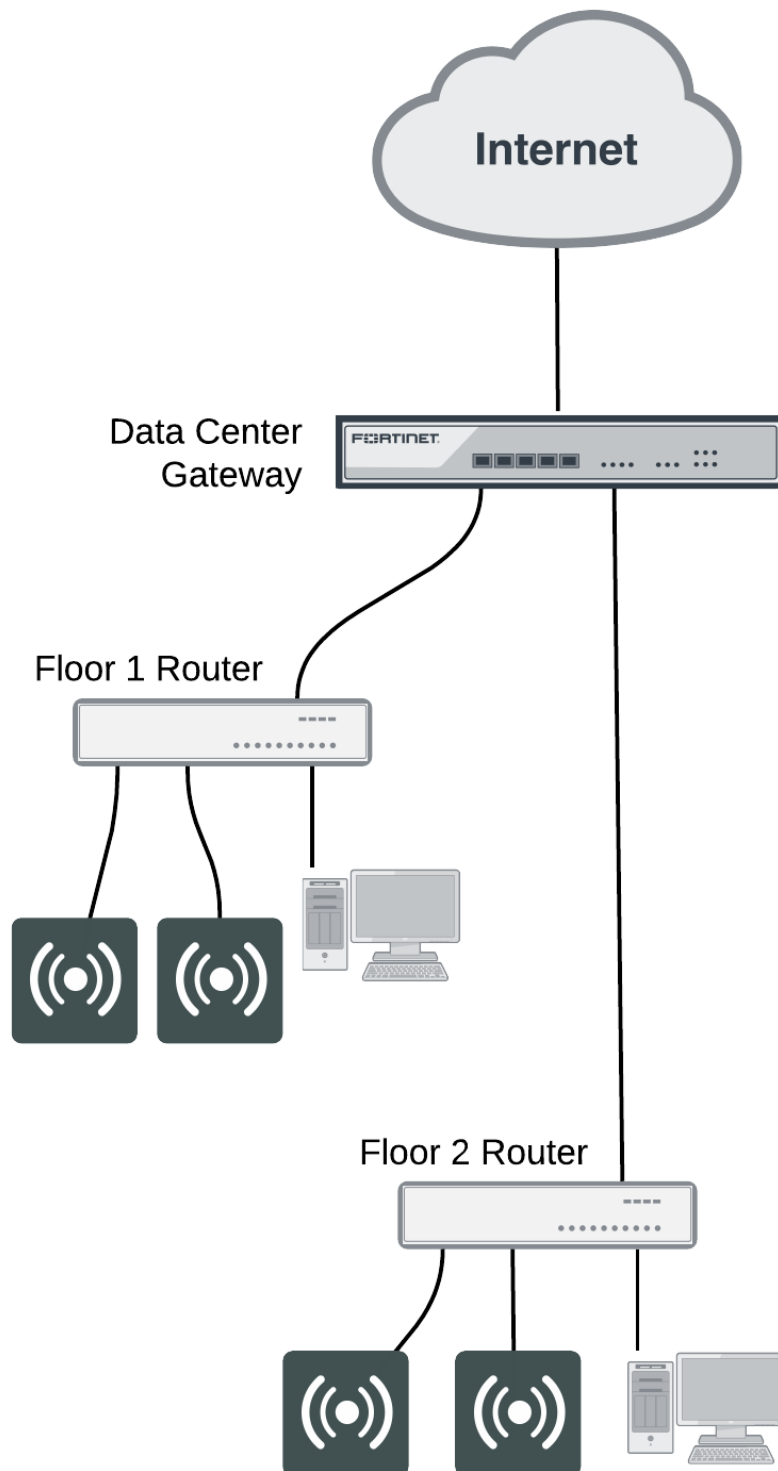 Internet
Data Center
Gateway
FORTINET
Floor 1 Router
Floor 2 Router